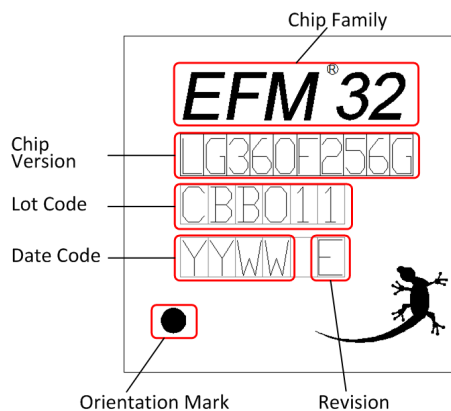 Chip Family
EFM®32
Chip Version
LG360F256G
Lot Code
CBB011
Date Code
YYWW E
Orientation Mark
Revision